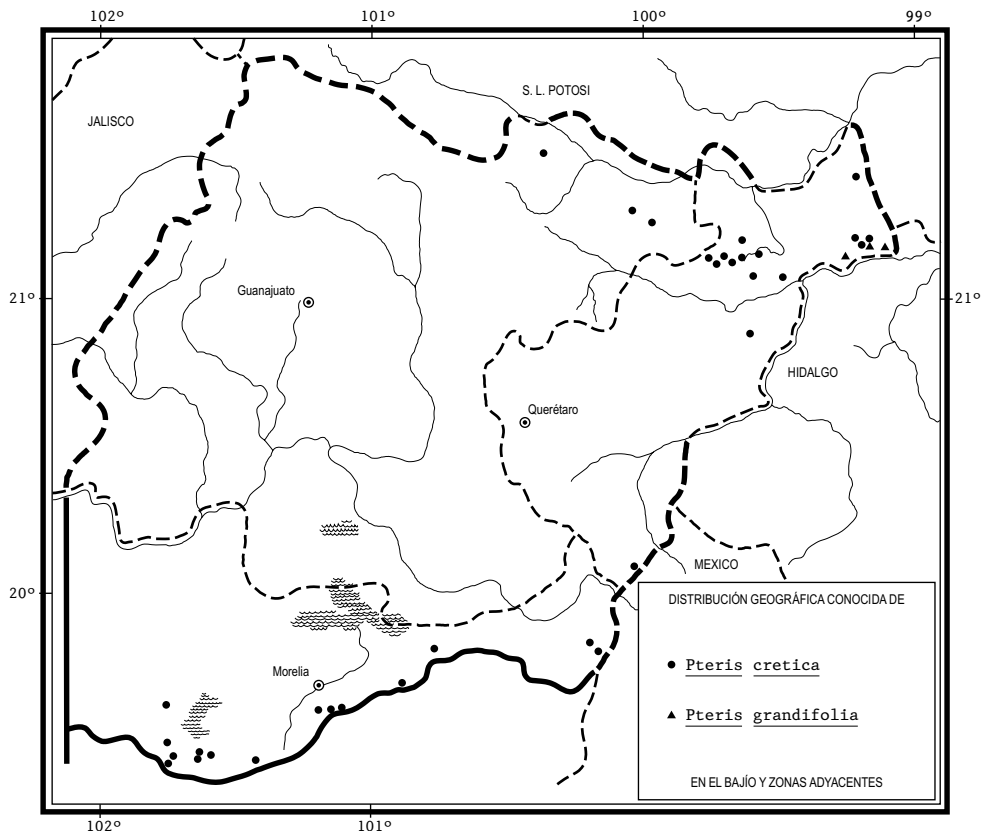 102º 101º 100º 99º
S. L. POTOSI
JALISCO
Guanajuato
21º 21º
HIDALGO
Querétaro
MEXICO
20º
DISTRIBUCIÓN GEOGRÁFICA CONOCIDA DE
Morelia
Pteris cretica
Pteris grandifolia
EN EL BAJÍO Y ZONAS ADYACENTES
102º 101º